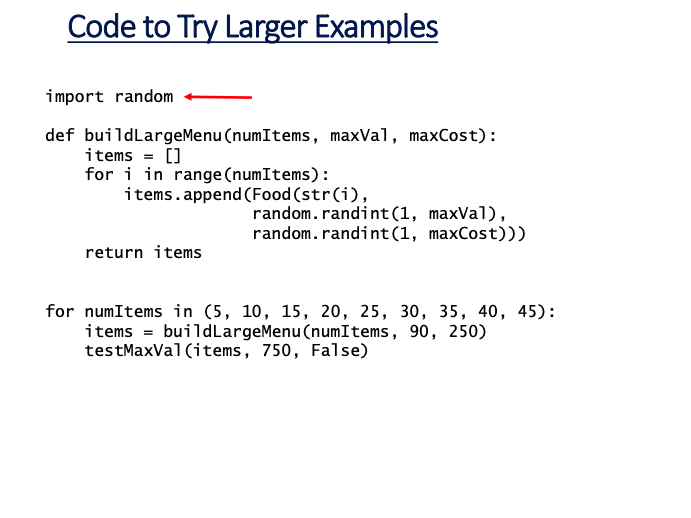 Code to Try Larger Examples
import random
def buildLargeMenu(numItems, maxVal, maxCost):
    items = []
    for i in range(numItems):
        items.append(Food(str(i),
                     random.randint(1, maxVal),
                     random.randint(1, maxCost)))
    return items
for numItems in (5, 10, 15, 20, 25, 30, 35, 40, 45):
    items = buildLargeMenu(numItems, 90, 250)
    testMaxVal(items, 750, False)